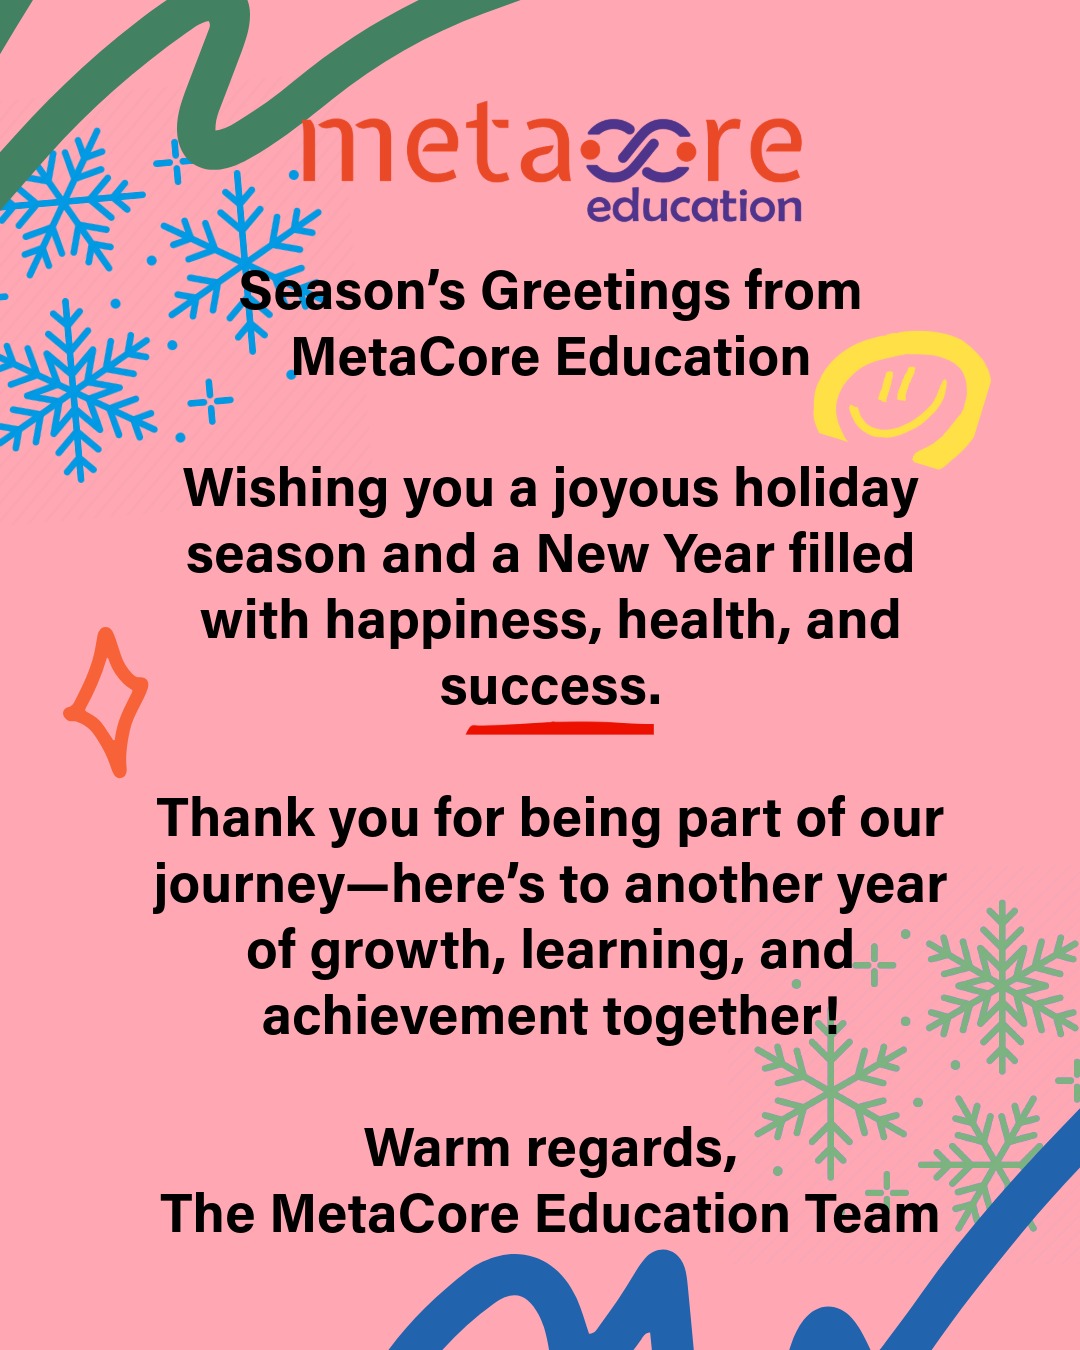 metacore
education
Season’s Greetings from
MetaCore Education
Wishing you a joyous holiday
season and a New Year filled
with happiness, health, and
success.
Thank you for being part of our
journey—here’s to another year
of growth, learning, and
achievement together!
Warm regards,
The MetaCore Education Team